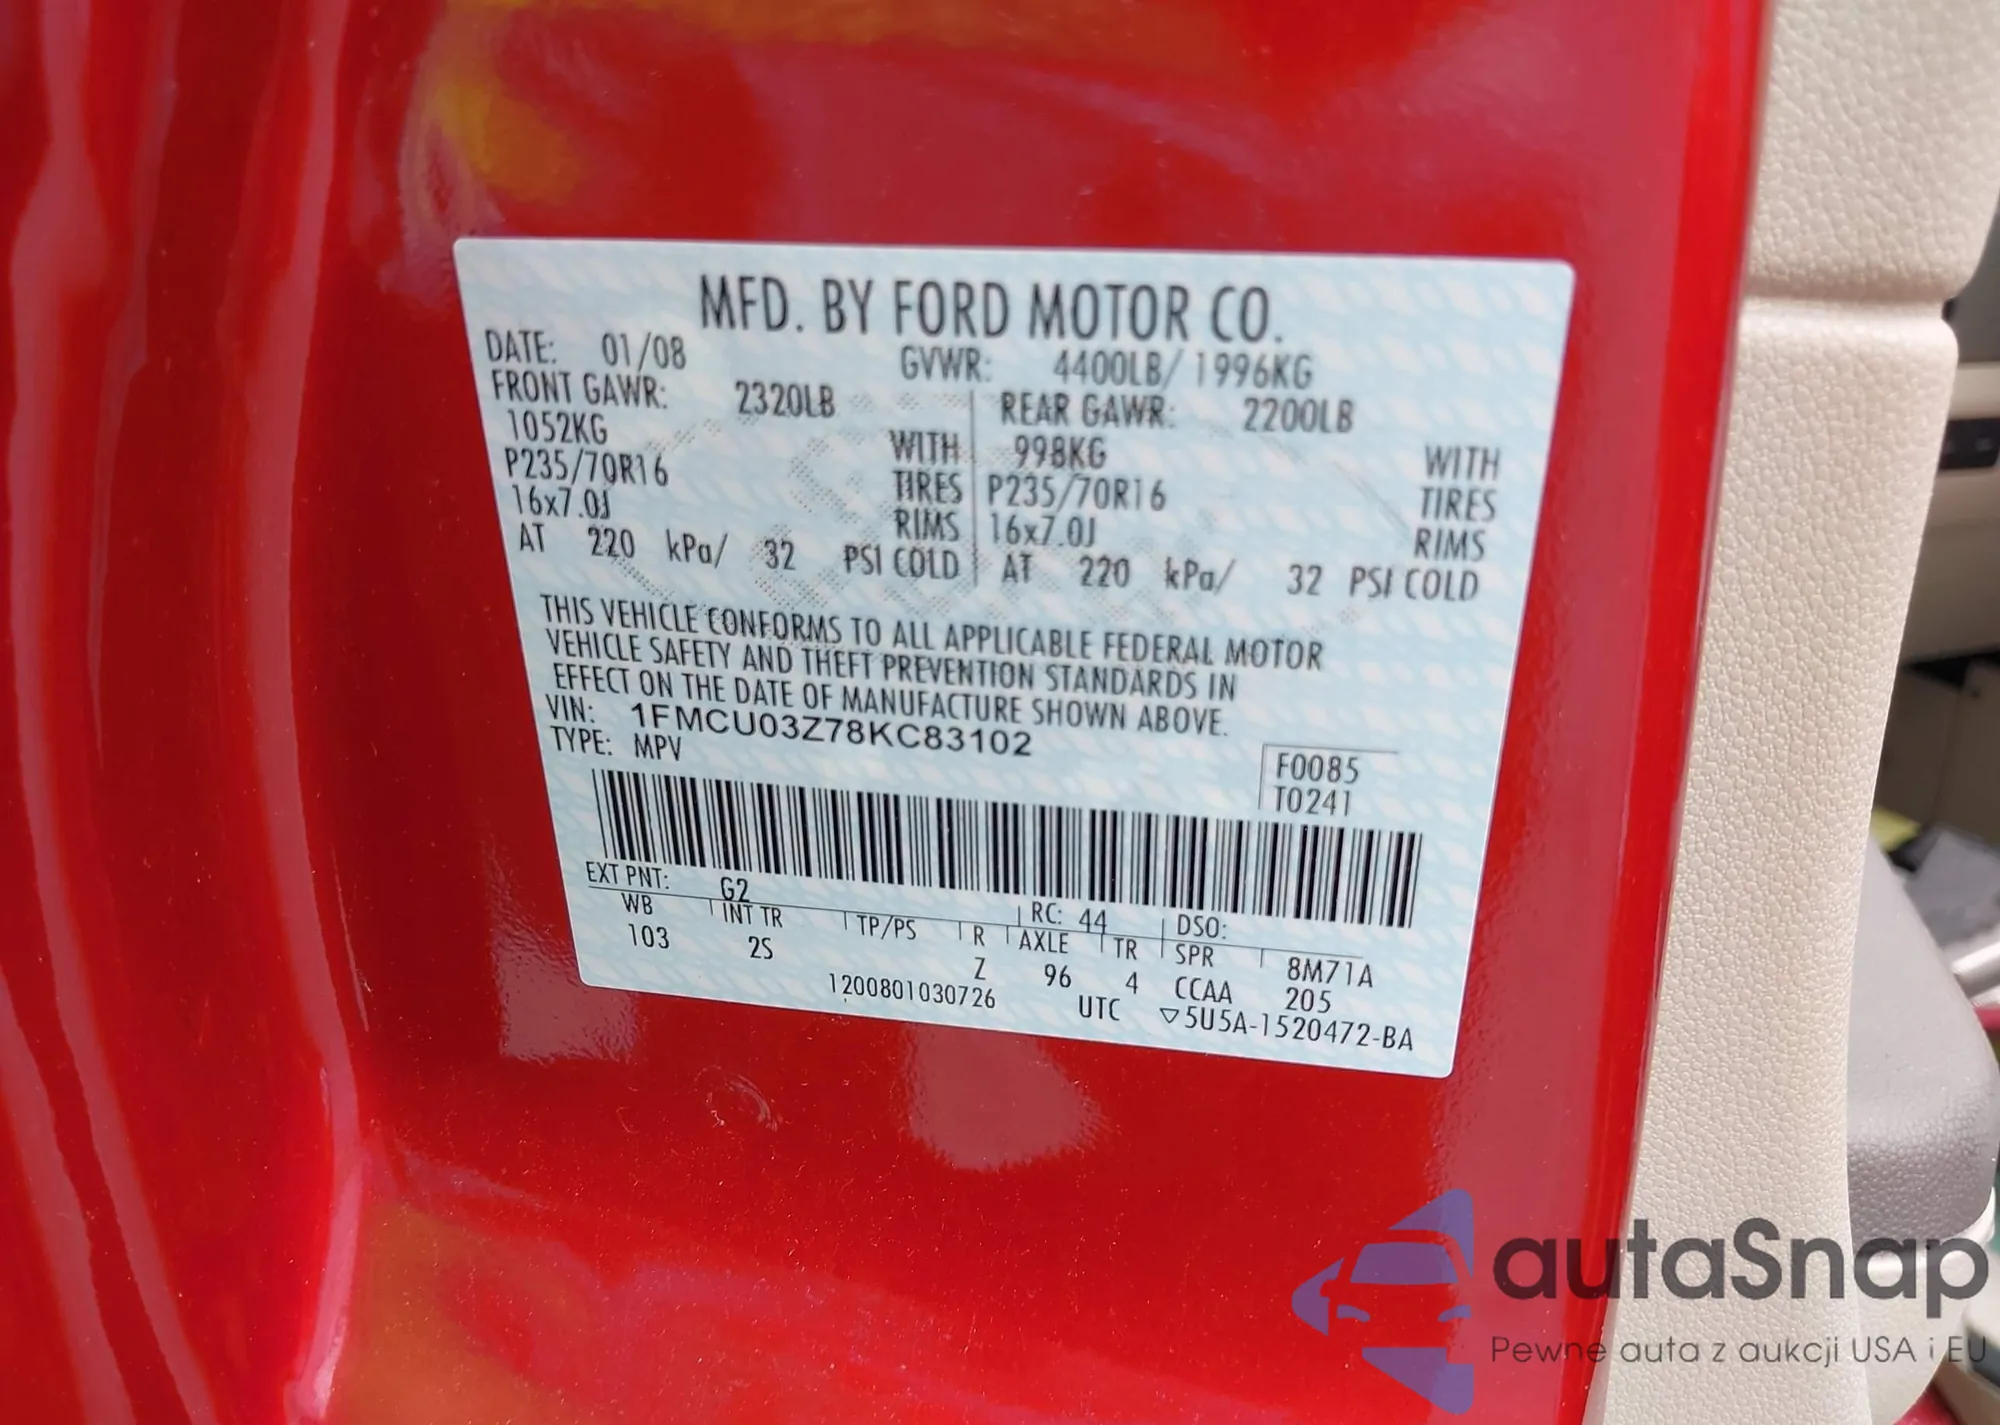 MFD. BY FORD MOTOR CO.
DATE: 01/08 GVWR: 4400LB/ 1996KG
FRONT GAWR: 2320LB REAR GAWR: 2200LB
1052KG WITH 998KG WITH
P235/70R16 TIRES P235/70R16 TIRES
16x7.0J RIMS 16x7.0J RIMS
AT 220 kPa/ 32 PSI COLD AT 220 kPa/ 32 PSI COLD
THIS VEHICLE CONFORMS TO ALL APPLICABLE FEDERAL MOTOR
VEHICLE SAFETY AND THEFT PREVENTION STANDARDS IN
EFFECT ON THE DATE OF MANUFACTURE SHOWN ABOVE.
VIN: 1FMCU03Z78KC83102
TYPE: MPV
F0085
T0241
EXT PNT: G2 RC: 44 DSO:
WB INT TR TP/PS R AXLE TR SPR 8M71A
103 2S Z 96 4 CCAA 205
1200801030726 UTC ▽5U5A-1520472-BA
autaSnap
Pewne auta z aukcji USA i EU